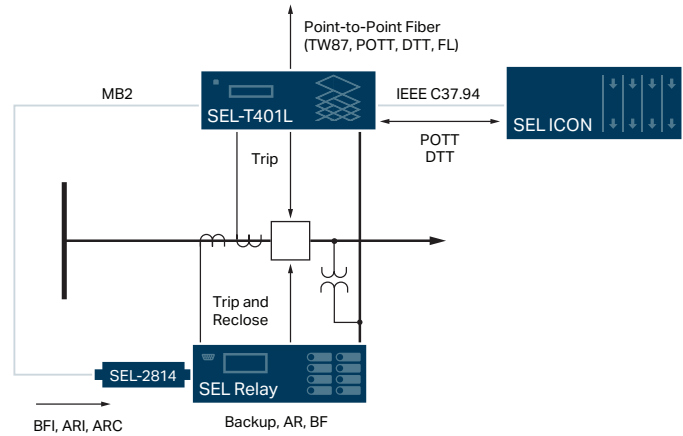 Point-to-Point Fiber
(TW87, POTT, DTT, FL)
MB2
SEL-T401L
IEEE C37.94
SEL ICON
POTT
DTT
Trip
Trip and
Reclose
SEL-2814
SEL Relay
BFI, ARI, ARC
Backup, AR, BF